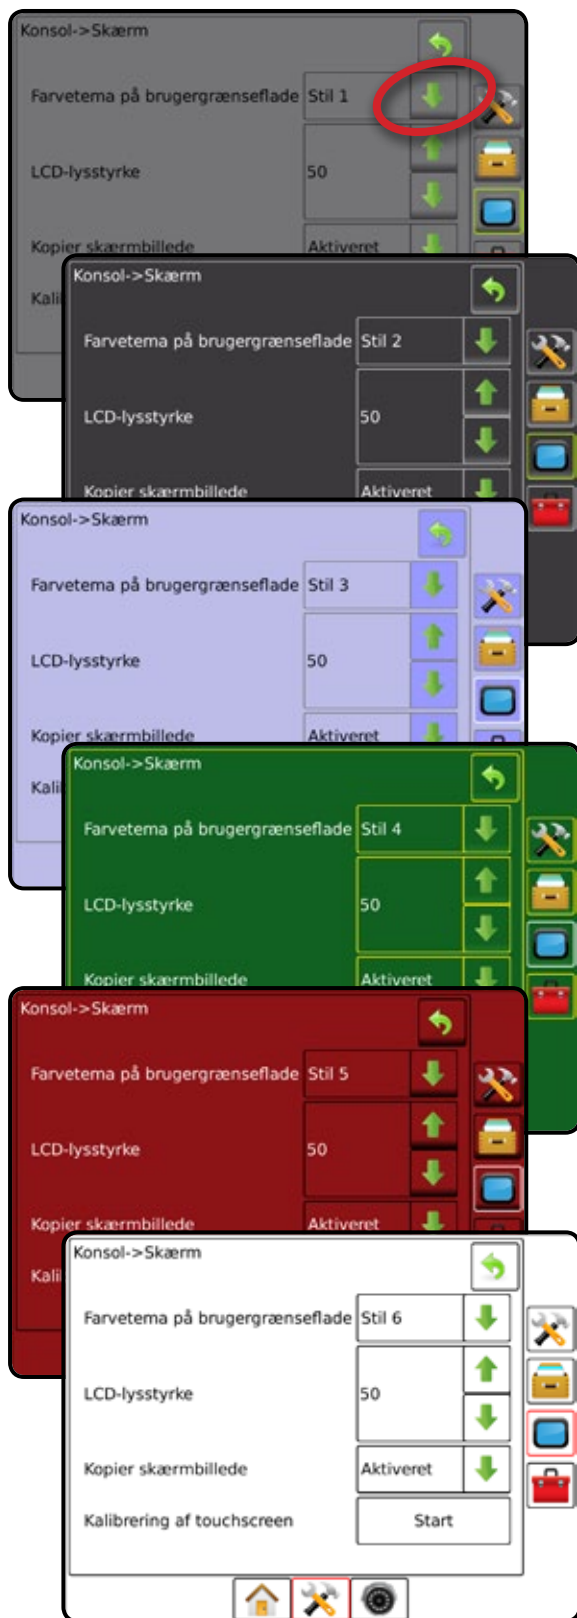 Konsol->Skærm
Farvetema på brugergrænseflade Stil 1
LCD-lysstyrke 50
Kopier skærmbillede Aktiveret
Kali
Konsol->Skærm
Farvetema på brugergrænseflade Stil 2
LCD-lysstyrke 50
Kopier skærmbillede Aktiveret
Konsol->Skærm
Farvetema på brugergrænseflade Stil 3
LCD-lysstyrke 50
Kopier skærmbillede Aktiveret
Kali
Konsol->Skærm
Farvetema på brugergrænseflade Stil 4
LCD-lysstyrke 50
Kopier skærmbillede Aktiveret
Konsol->Skærm
Farvetema på brugergrænseflade Stil 5
LCD-lysstyrke 50
Kopier skærmbillede Aktiveret
Kali
Konsol->Skærm
Farvetema på brugergrænseflade Stil 6
LCD-lysstyrke 50
Kopier skærmbillede Aktiveret
Kalibrering af touchscreen Start